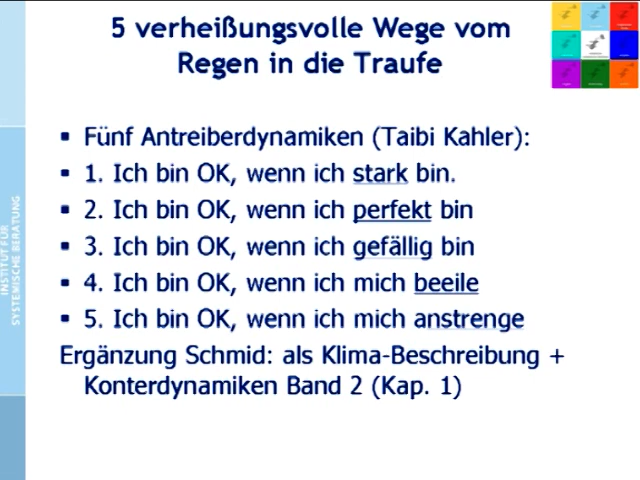 5 verheißungsvolle Wege vom
Regen in die Traufe
▪ Fünf Antreiberdynamiken (Taibi Kahler):
▪ 1. Ich bin OK, wenn ich stark bin.
▪ 2. Ich bin OK, wenn ich perfekt bin
▪ 3. Ich bin OK, wenn ich gefällig bin
▪ 4. Ich bin OK, wenn ich mich beeile
▪ 5. Ich bin OK, wenn ich mich anstrenge
Ergänzung Schmid: als Klima-Beschreibung +
Konterdynamiken Band 2 (Kap. 1)
INSTITUT FÜR
SYSTEMISCHE BERATUNG